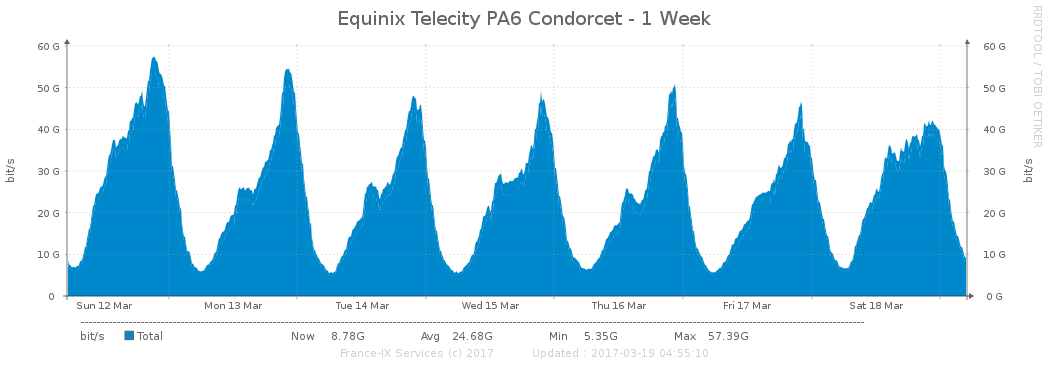 Equinix Telecity PA6 Condorcet - 1 Week
RRDTOOL / TOBI OETIKER
bit/s
60 G 60 G
50 G 50 G
40 G 40 G
30 G 30 G
20 G 20 G
10 G 10 G
0 0 G
bit/s
Sun 12 Mar Mon 13 Mar Tue 14 Mar Wed 15 Mar Thu 16 Mar Fri 17 Mar Sat 18 Mar
bit/s Total Now 8.78G Avg 24.68G Min 5.35G Max 57.39G
France-IX Services (c) 2017 Updated : 2017-03-19 04:55:10